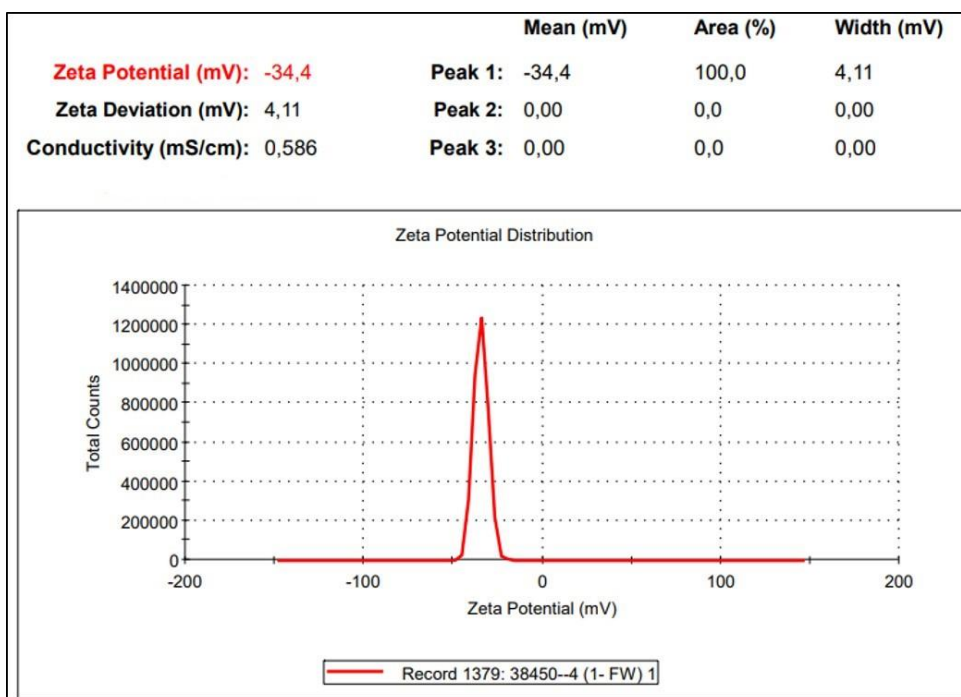 Mean (mV) Area (%) Width (mV)
Zeta Potential (mV): -34,4 Peak 1: -34,4 100,0 4,11
Zeta Deviation (mV): 4,11 Peak 2: 0,00 0,0 0,00
Conductivity (mS/cm): 0,586 Peak 3: 0,00 0,0 0,00
Zeta Potential Distribution
1400000
1200000
1000000
800000
600000
400000
200000
0
Total Counts
-200 -100 0 100 200
Zeta Potential (mV)
Record 1379: 38450--4 (1- FW) 1